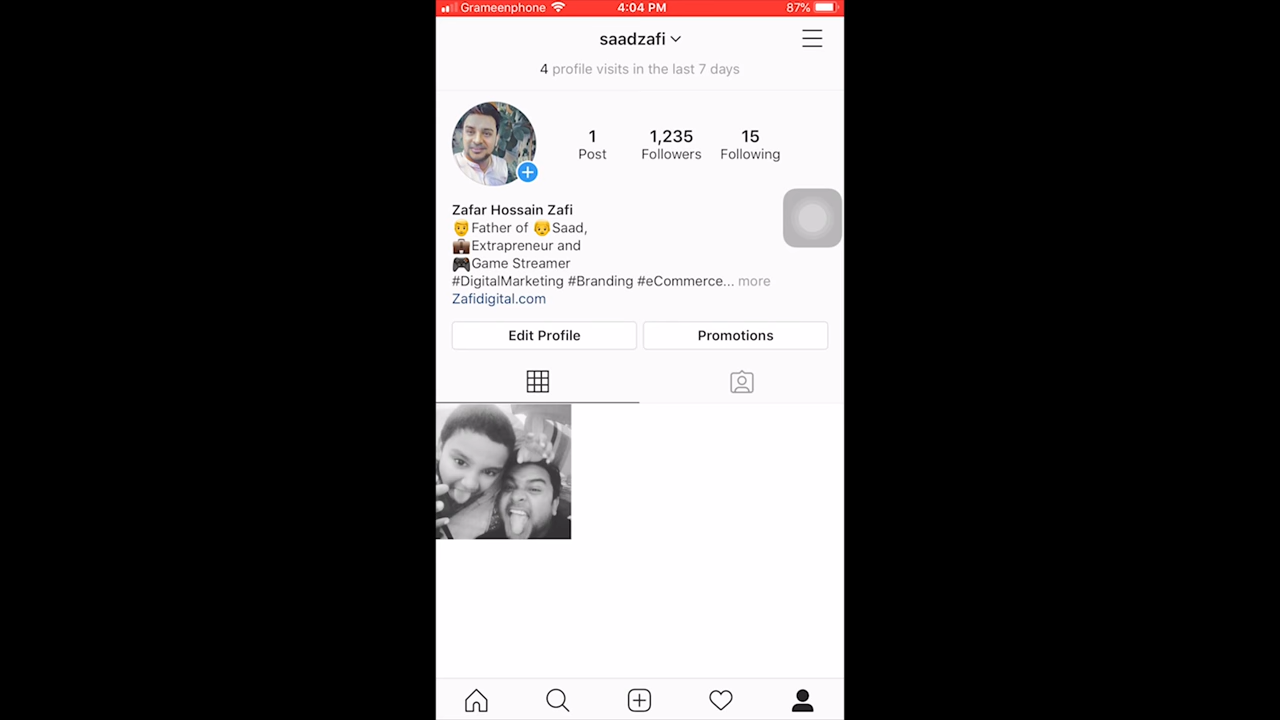 Grameenphone 4:04 PM 87%
saadzafi
4 profile visits in the last 7 days
1 1,235 15
Post Followers Following
Zafar Hossain Zafi
👨Father of 👶Saad,
💼Extrapreneur and
🎮Game Streamer
#DigitalMarketing #Branding #eCommerce... more
Zafidigital.com
Edit Profile Promotions